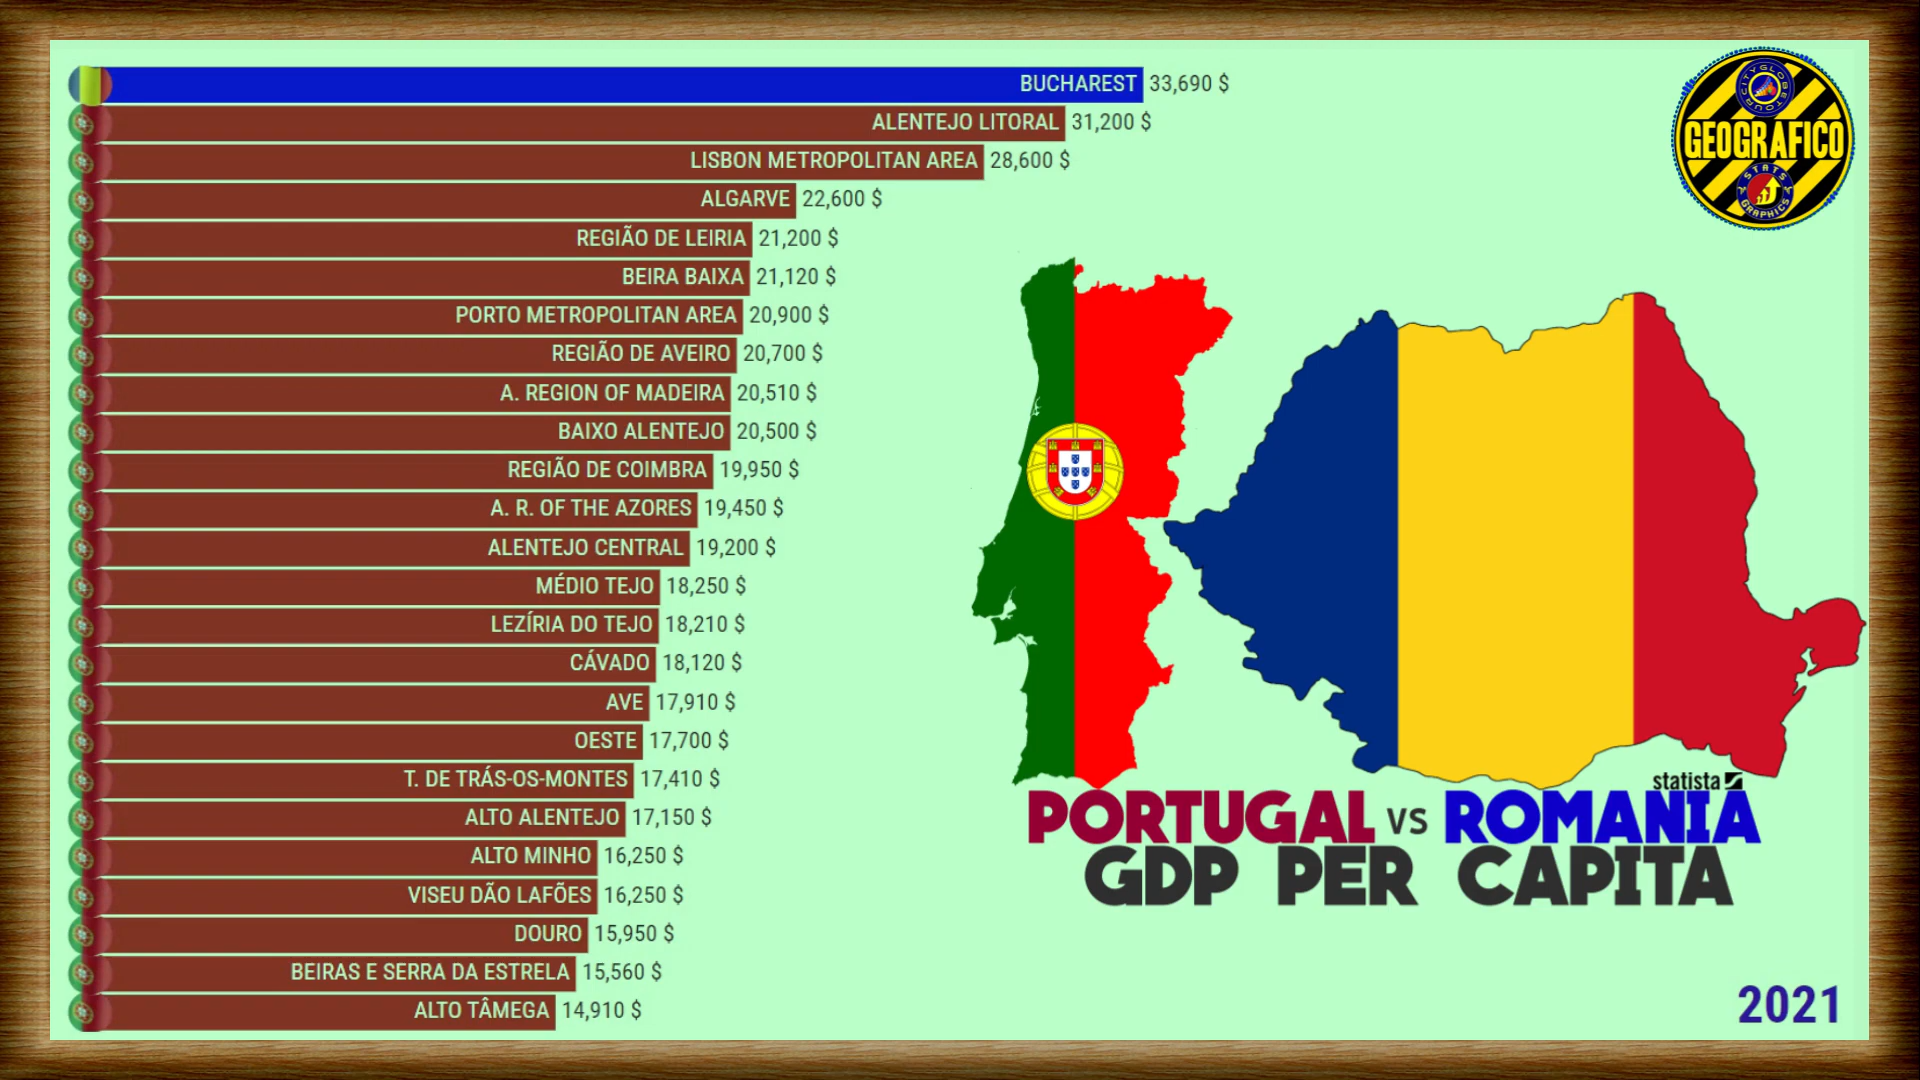 BUCHAREST 33,690 $
ALENTEJO LITORAL 31,200 $
LISBON METROPOLITAN AREA 28,600 $
ALGARVE 22,600 $
REGIÃO DE LEIRIA 21,200 $
BEIRA BAIXA 21,120 $
PORTO METROPOLITAN AREA 20,900 $
REGIÃO DE AVEIRO 20,700 $
A. REGION OF MADEIRA 20,510 $
BAIXO ALENTEJO 20,500 $
REGIÃO DE COIMBRA 19,950 $
A. R. OF THE AZORES 19,450 $
ALENTEJO CENTRAL 19,200 $
MÉDIO TEJO 18,250 $
LEZÍRIA DO TEJO 18,210 $
CÁVADO 18,120 $
AVE 17,910 $
OESTE 17,700 $
T. DE TRÁS-OS-MONTES 17,410 $
ALTO ALENTEJO 17,150 $
ALTO MINHO 16,250 $
VISEU DÃO LAFÕES 16,250 $
DOURO 15,950 $
BEIRAS E SERRA DA ESTRELA 15,560 $
ALTO TÂMEGA 14,910 $
CITYGLOBETOUR
GEOGRAFICO
STATS
GRAPHICS
statista
PORTUGAL VS ROMANIA
GDP PER CAPITA
2021